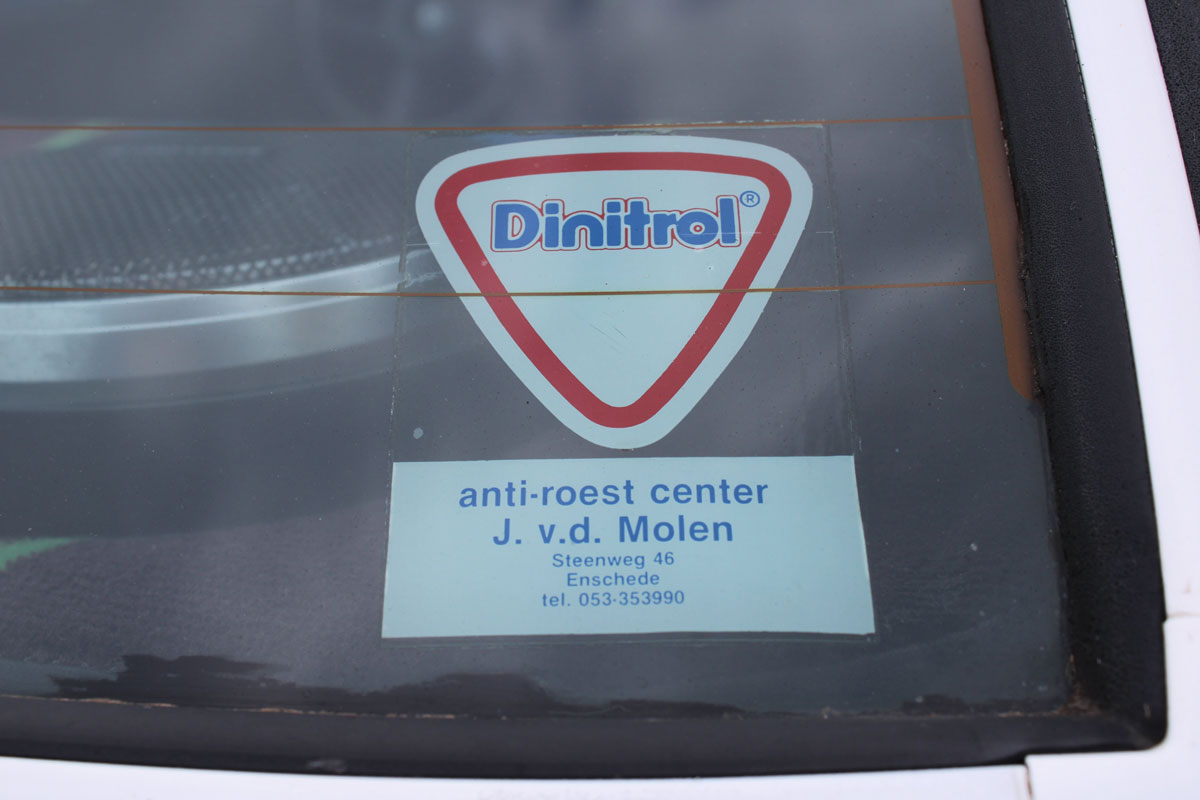 Dinitrol®
anti-roest center
J. v.d. Molen
Steenweg 46
Enschede
tel. 053-353990